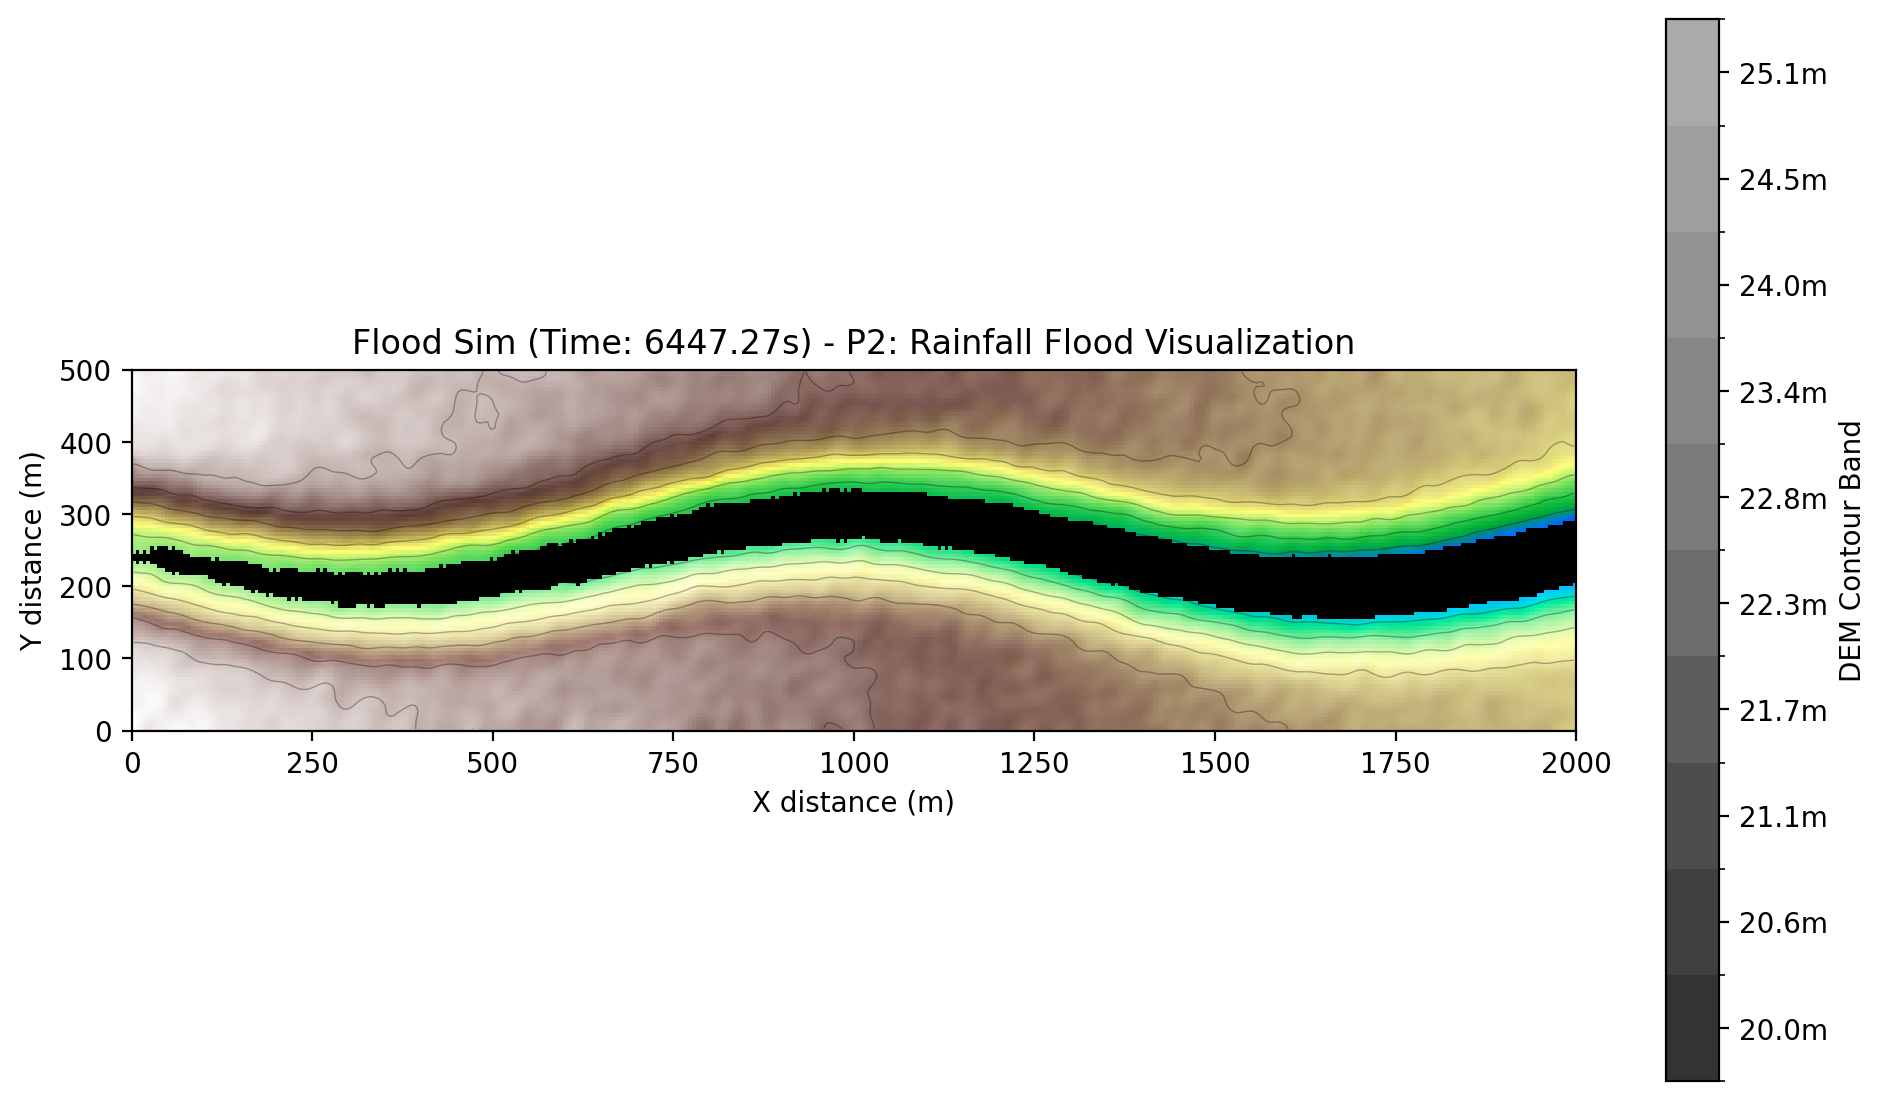 Flood Sim (Time: 6447.27s) - P2: Rainfall Flood Visualization
500
400
300
200
100
0
Y distance (m)
0 250 500 750 1000 1250 1500 1750 2000
X distance (m)
25.1m
24.5m
24.0m
23.4m
22.8m
22.3m
21.7m
21.1m
20.6m
20.0m
DEM Contour Band